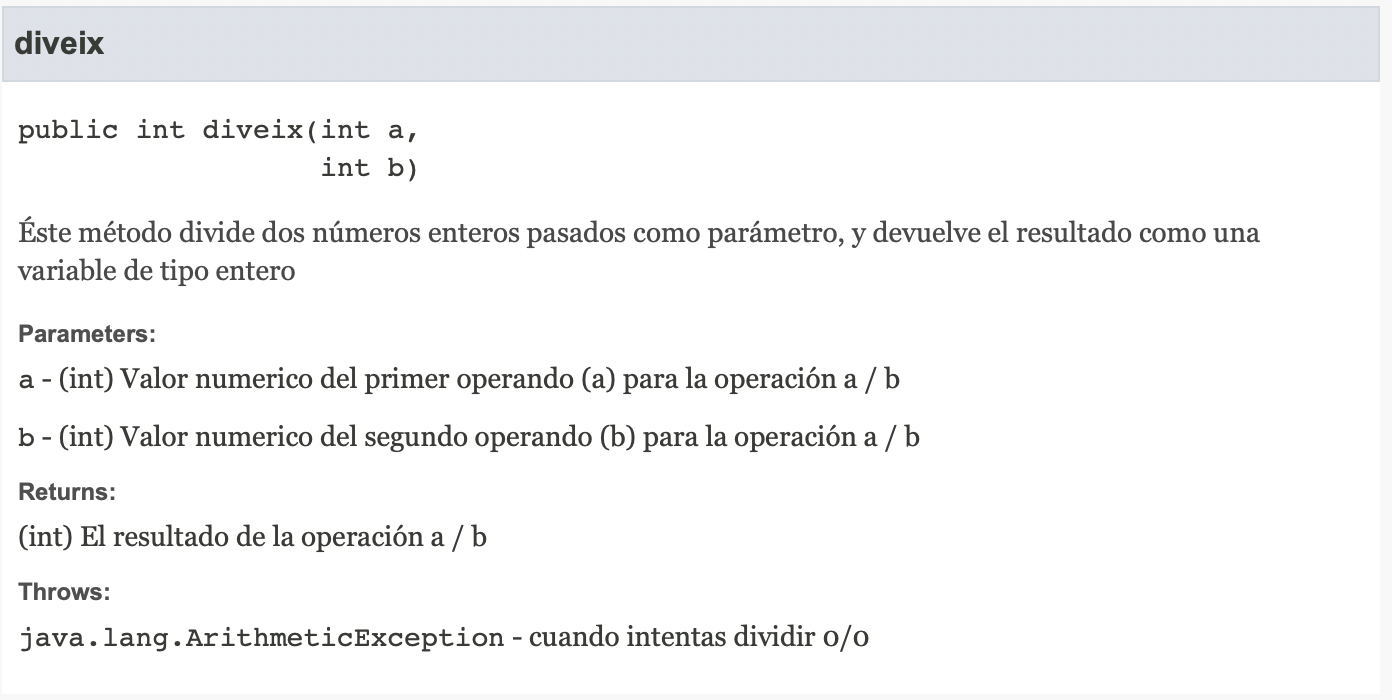 diveix
public int diveix(int a,
int b)
Éste método divide dos números enteros pasados como parámetro, y devuelve el resultado como una
variable de tipo entero
Parameters:
a - (int) Valor numerico del primer operando (a) para la operación a / b
b - (int) Valor numerico del segundo operando (b) para la operación a / b
Returns:
(int) El resultado de la operación a / b
Throws:
java.lang.ArithmeticException - cuando intentas dividir 0/0